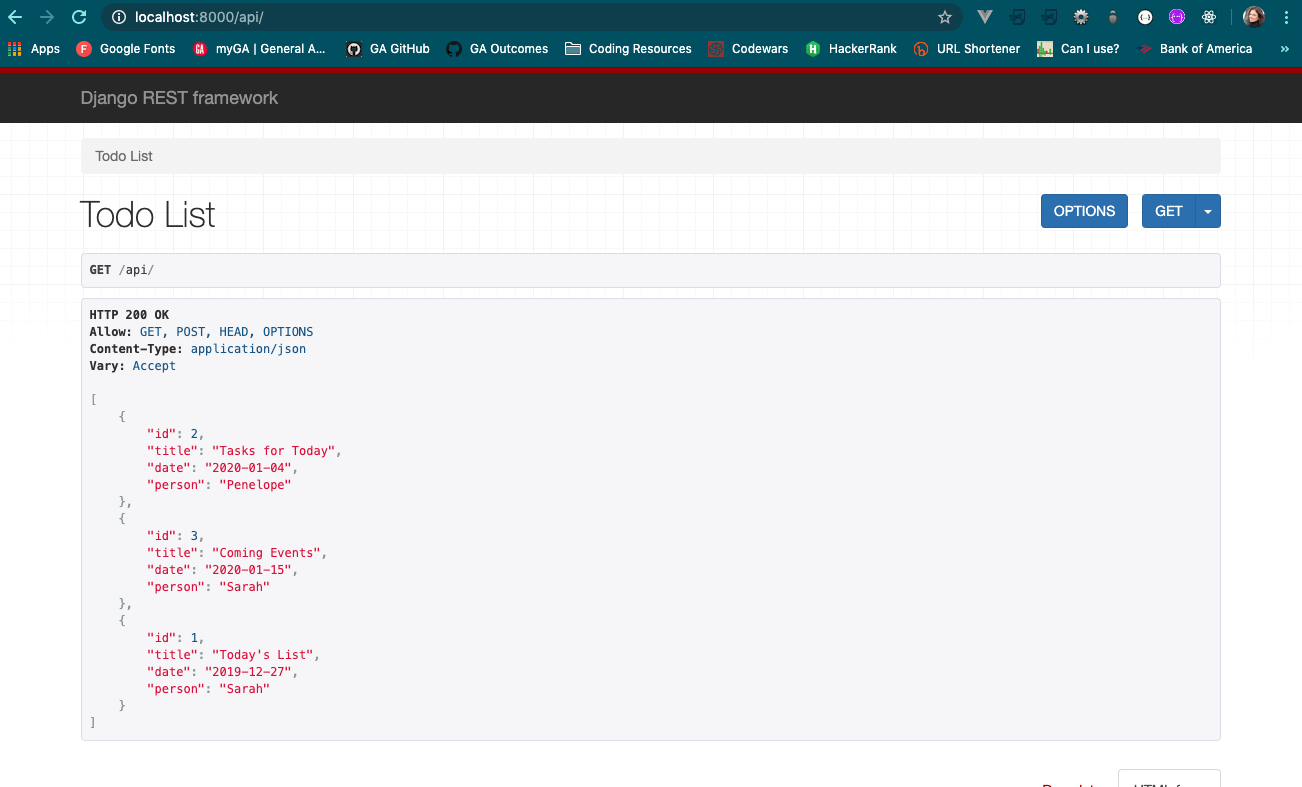 localhost:8000/api/
Apps Google Fonts myGA | General A... GA GitHub GA Outcomes Coding Resources Codewars HackerRank URL Shortener Can I use? Bank of America »
Django REST framework
Todo List
Todo List
OPTIONS GET
GET /api/
HTTP 200 OK
Allow: GET, POST, HEAD, OPTIONS
Content-Type: application/json
Vary: Accept
[
{
"id": 2,
"title": "Tasks for Today",
"date": "2020-01-04",
"person": "Penelope"
},
{
"id": 3,
"title": "Coming Events",
"date": "2020-01-15",
"person": "Sarah"
},
{
"id": 1,
"title": "Today's List",
"date": "2019-12-27",
"person": "Sarah"
}
]